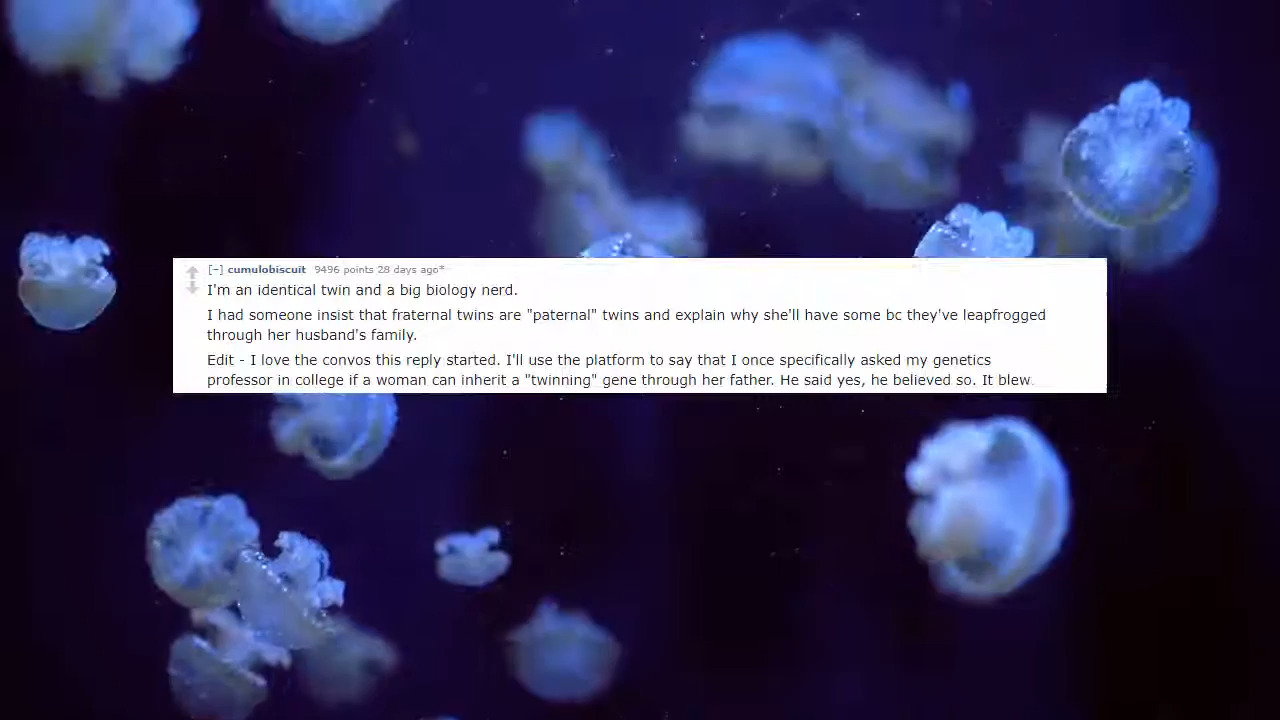 [-] cumulobiscuit 9496 points 28 days ago*
I'm an identical twin and a big biology nerd.
I had someone insist that fraternal twins are "paternal" twins and explain why she'll have some bc they've leapfrogged
through her husband's family.
Edit - I love the convos this reply started. I'll use the platform to say that I once specifically asked my genetics
professor in college if a woman can inherit a "twinning" gene through her father. He said yes, he believed so. It blew